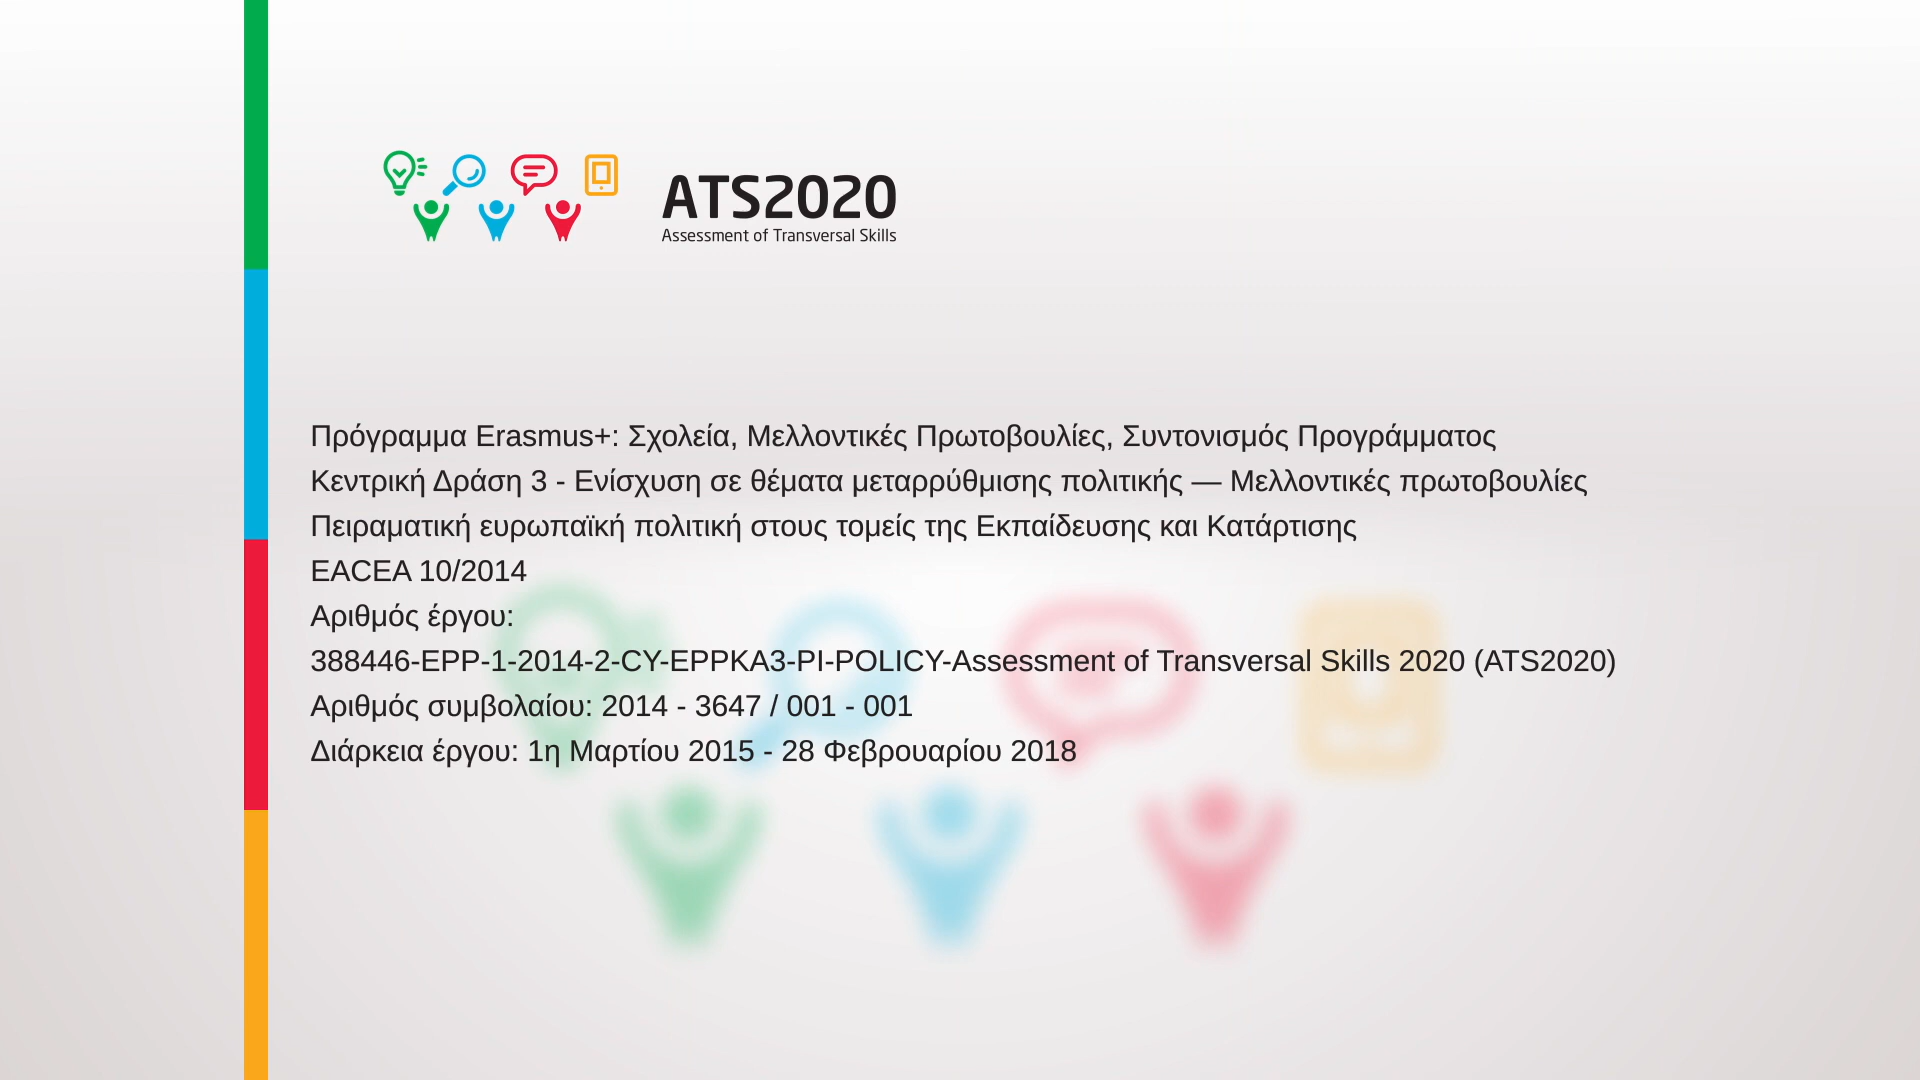 ATS2020
Assessment of Transversal Skills
Πρόγραμμα Erasmus+: Σχολεία, Μελλοντικές Πρωτοβουλίες, Συντονισμός Προγράμματος
Κεντρική Δράση 3 - Ενίσχυση σε θέματα μεταρρύθμισης πολιτικής — Μελλοντικές πρωτοβουλίες
Πειραματική ευρωπαϊκή πολιτική στους τομείς της Εκπαίδευσης και Κατάρτισης
EACEA 10/2014
Αριθμός έργου:
388446-EPP-1-2014-2-CY-EPPKA3-PI-POLICY-Assessment of Transversal Skills 2020 (ATS2020)
Αριθμός συμβολαίου: 2014 - 3647 / 001 - 001
Διάρκεια έργου: 1η Μαρτίου 2015 - 28 Φεβρουαρίου 2018